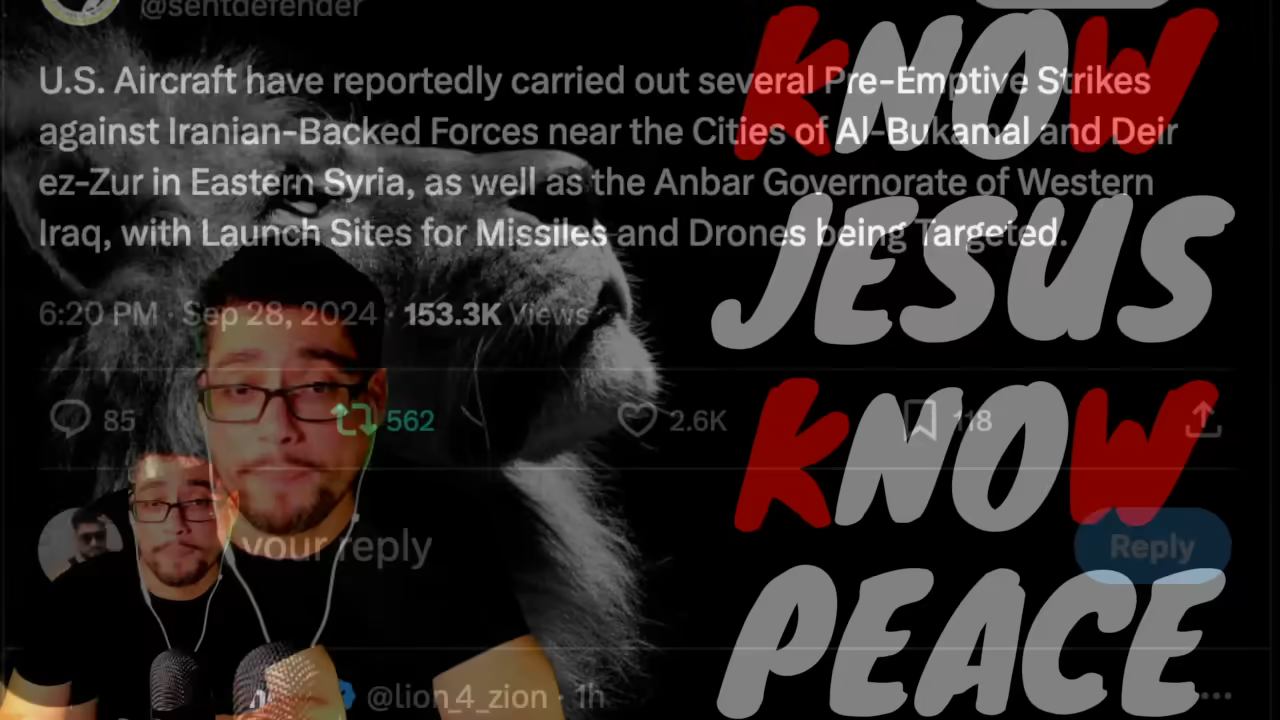 @sentdefender
U.S. Aircraft have reportedly carried out several Pre-Emptive Strikes
against Iranian-Backed Forces near the Cities of Al-Bukamal and Deir
ez-Zur in Eastern Syria, as well as the Anbar Governorate of Western
Iraq, with Launch Sites for Missiles and Drones being Targeted.
6:20 PM · Sep 28, 2024 · 153.3K Views
85 562 2.6K 118
your reply
Reply
@lion_4_zion · 1h
KNOW
JESUS
KNOW
PEACE